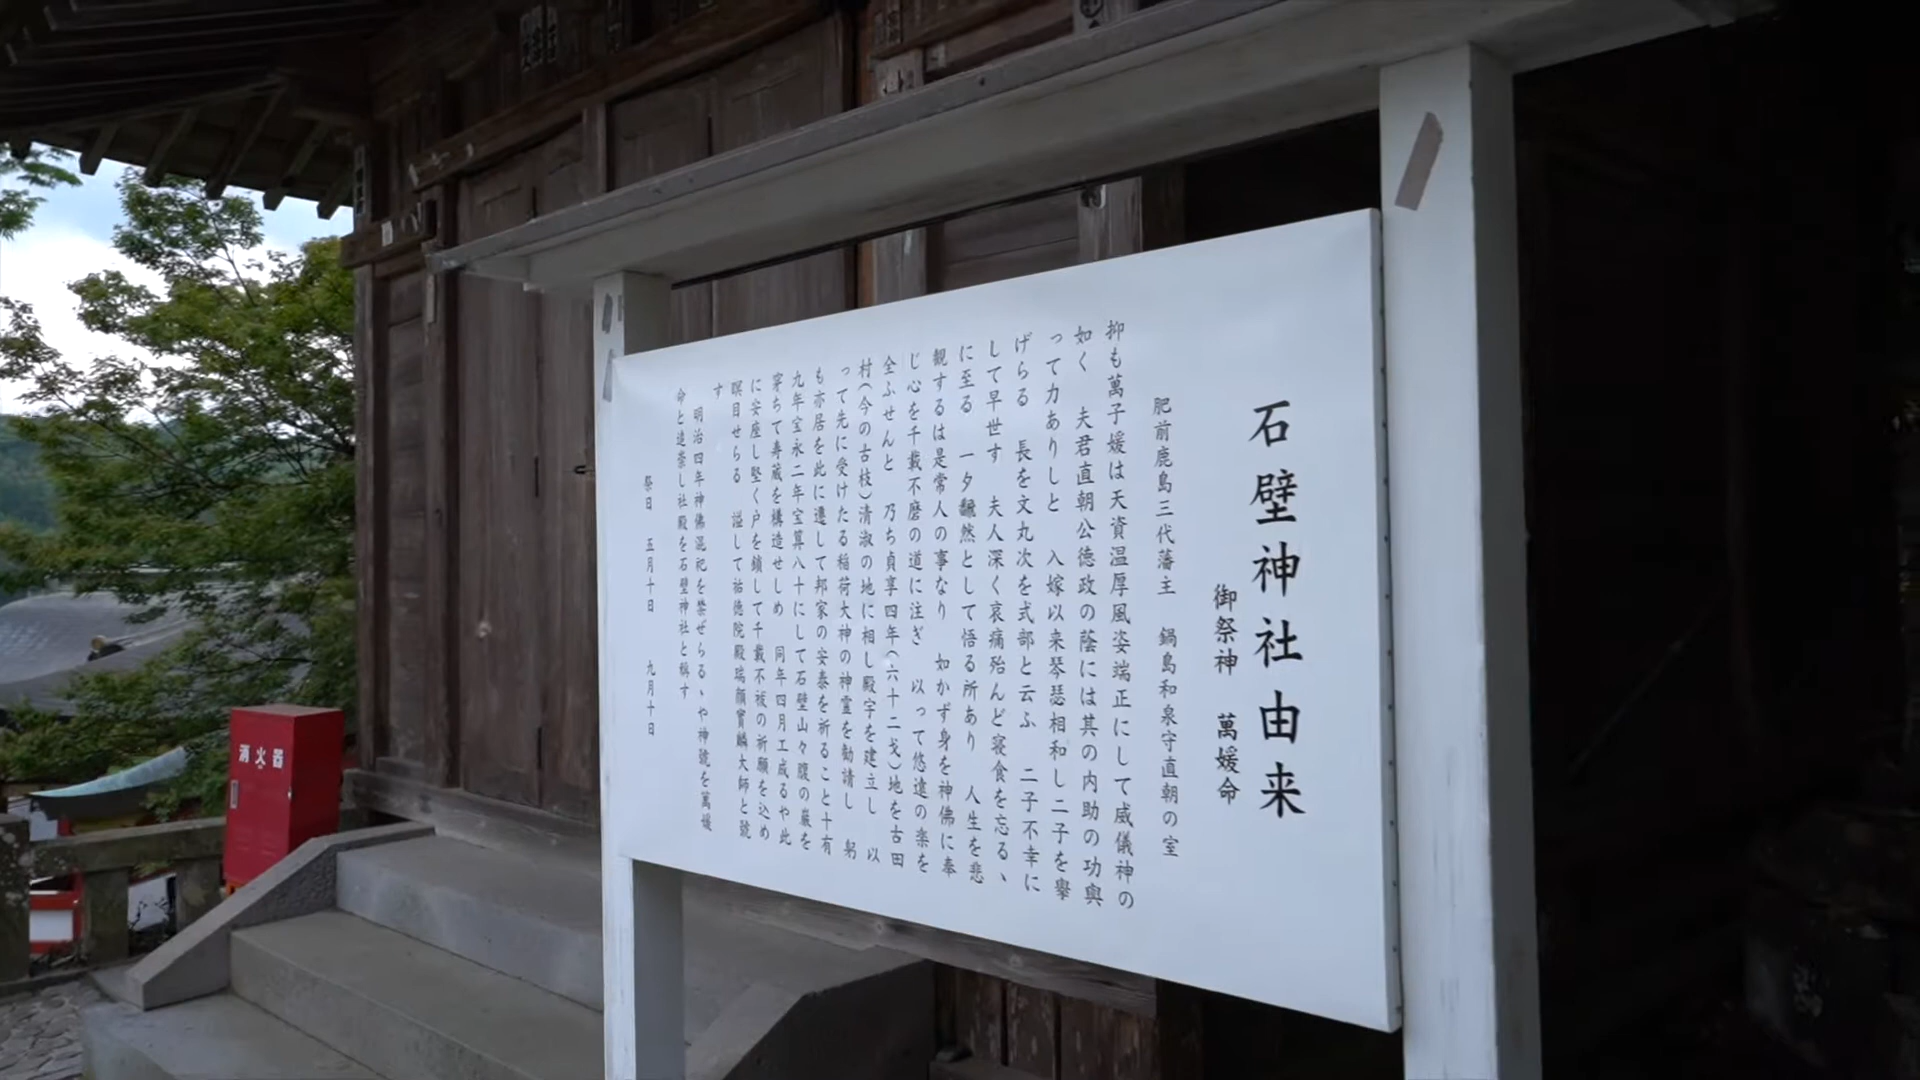 石壁神社由来
御祭神 萬媛命
肥前鹿島三代藩主 鍋島和泉守直朝の室
抑も萬子媛は天資温厚風姿端正にして威儀神の
如く 夫君直朝公徳政の蔭には其の内助の功與
って力ありしと 入嫁以来琴瑟相和し二子を擧
げらる 長を文丸次を式部と云ふ 二子不幸に
して早世す 夫人深く哀痛殆んど寝食を忘るゝ
に至る 一夕飜然として悟る所あり 人生を悲
観するは是常人の事なり 如かず身を神佛に奉
じ心を千載不磨の道に注ぎ 以って悠遠の楽を
全ふせんと 乃ち貞享四年(六十二才)地を古田
村(今の古枝)清淑の地に相し殿宇を建立し 以
って先に受けたる稲荷大神の神霊を勧請し 躬
も亦居を此に遷して邦家の安泰を祈ること十有
九年宝永二年宝算八十にして石壁山々腹の巌を
穿ちて寿蔵を構造せしめ 同年四月工成るや此
に安座し堅く戸を鎖して千載不祓の祈願を込め
瞑目せらる 謚して祐徳院殿瑞顔實麟大師と號
す
明治四年神佛混祀を禁ぜらるゝや神號を萬媛
命と追崇し社殿を石壁神社と稱す
祭日 五月十日 九月十日
消火器